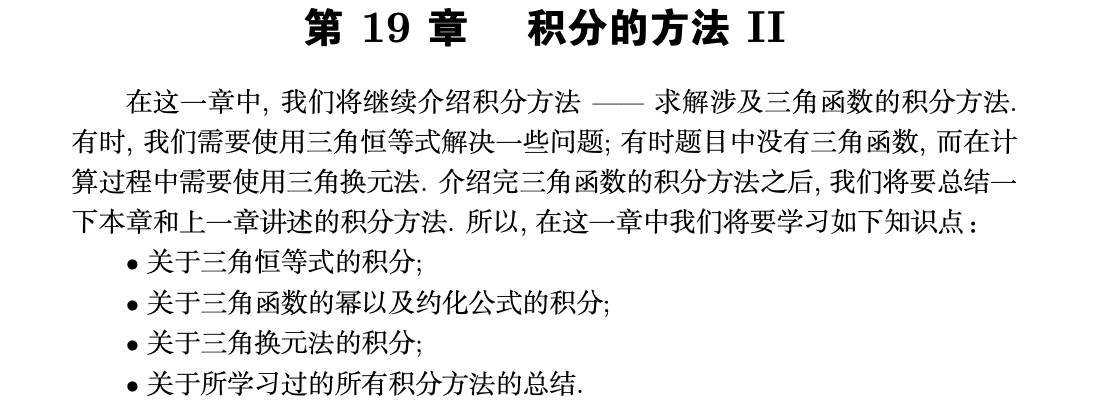 第 19 章 积分的方法 II
在这一章中, 我们将继续介绍积分方法 —— 求解涉及三角函数的积分方法.
有时, 我们需要使用三角恒等式解决一些问题; 有时题目中没有三角函数, 而在计
算过程中需要使用三角换元法. 介绍完三角函数的积分方法之后, 我们将要总结一
下本章和上一章讲述的积分方法. 所以, 在这一章中我们将要学习如下知识点：
• 关于三角恒等式的积分;
• 关于三角函数的幂以及约化公式的积分;
• 关于三角换元法的积分;
• 关于所学习过的所有积分方法的总结.